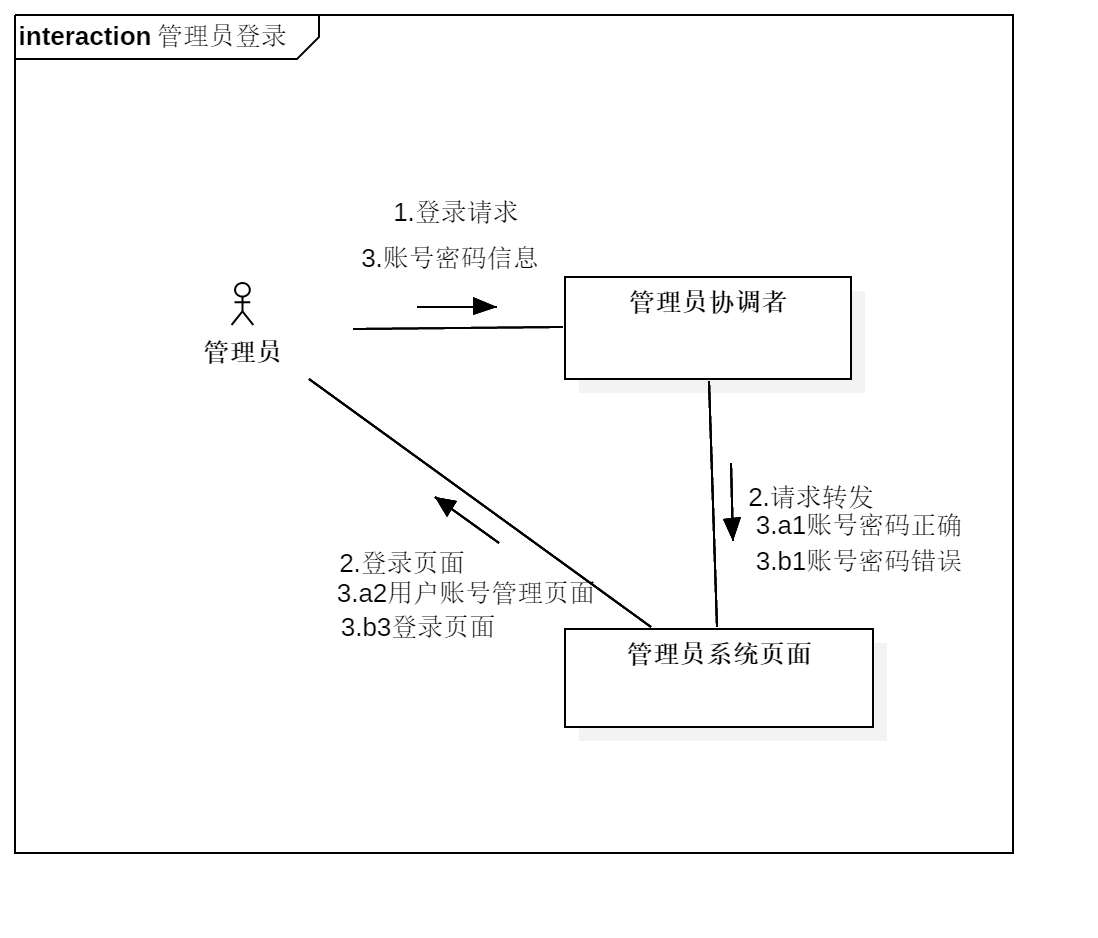 interaction 管理员登录
1.登录请求
3.账号密码信息
管理员
管理员协调者
2.请求转发
3.a1账号密码正确
3.b1账号密码错误
2.登录页面
3.a2用户账号管理页面
3.b3登录页面
管理员系统页面